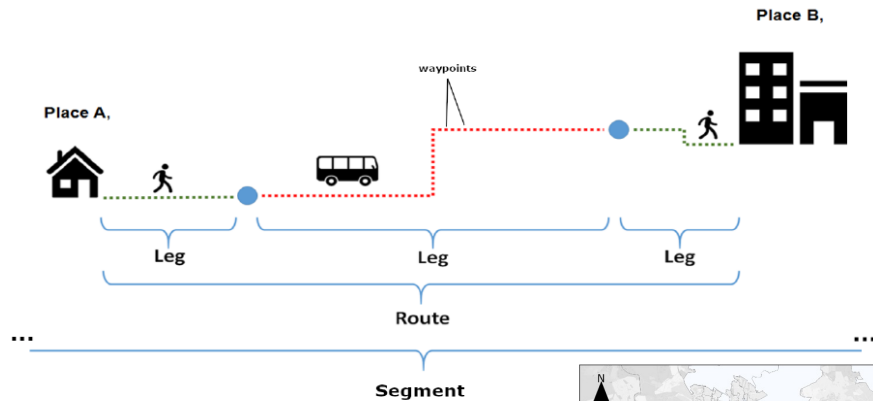 Place B,
waypoints
Place A,
Leg
Leg
Leg
Route
...
...
Segment
N